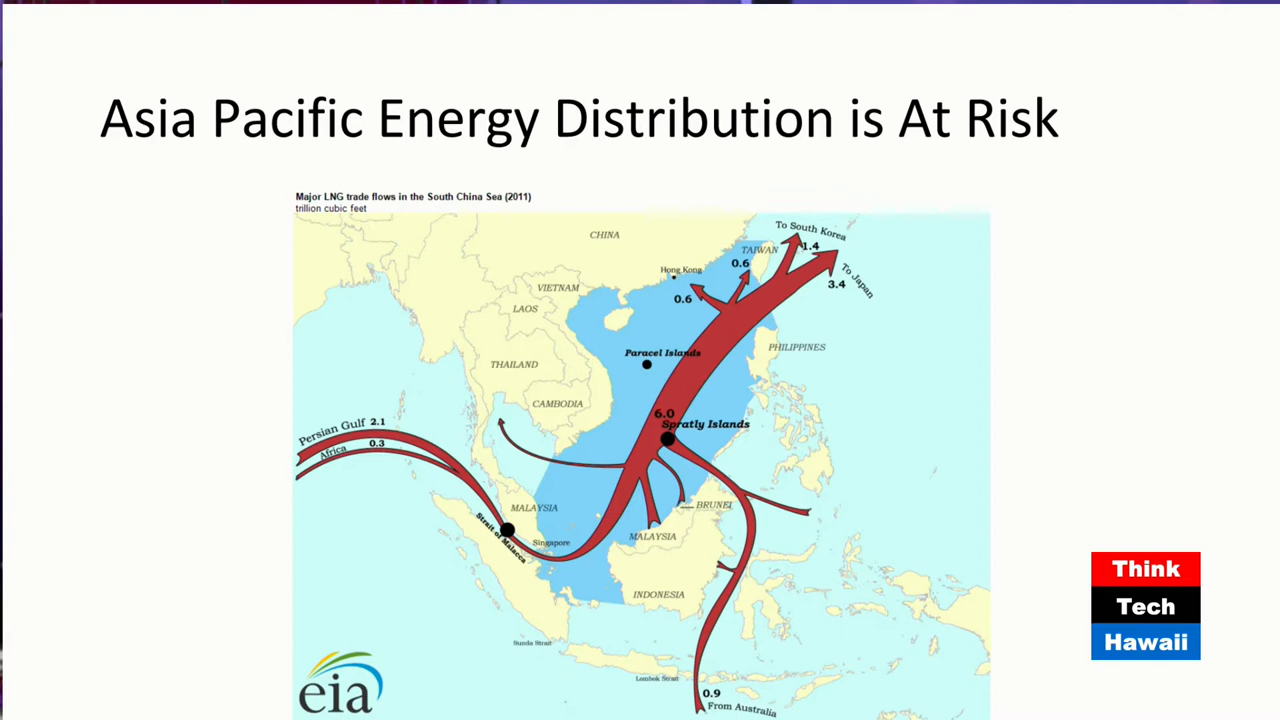 Asia Pacific Energy Distribution is At Risk
Major LNG trade flows in the South China Sea (2011)
trillion cubic feet
CHINA
TAIWAN
To South Korea
1.4
To Japan
3.4
Hong Kong
0.6
0.6
VIETNAM
LAOS
Paracel Islands
PHILIPPINES
THAILAND
CAMBODIA
6.0
Spratly Islands
Persian Gulf 2.1
Africa 0.3
MALAYSIA
BRUNEI
Strait of Malacca
Singapore
MALAYSIA
INDONESIA
Sunda Strait
Lombok Strait
0.9
From Australia
eia
Think
Tech
Hawaii